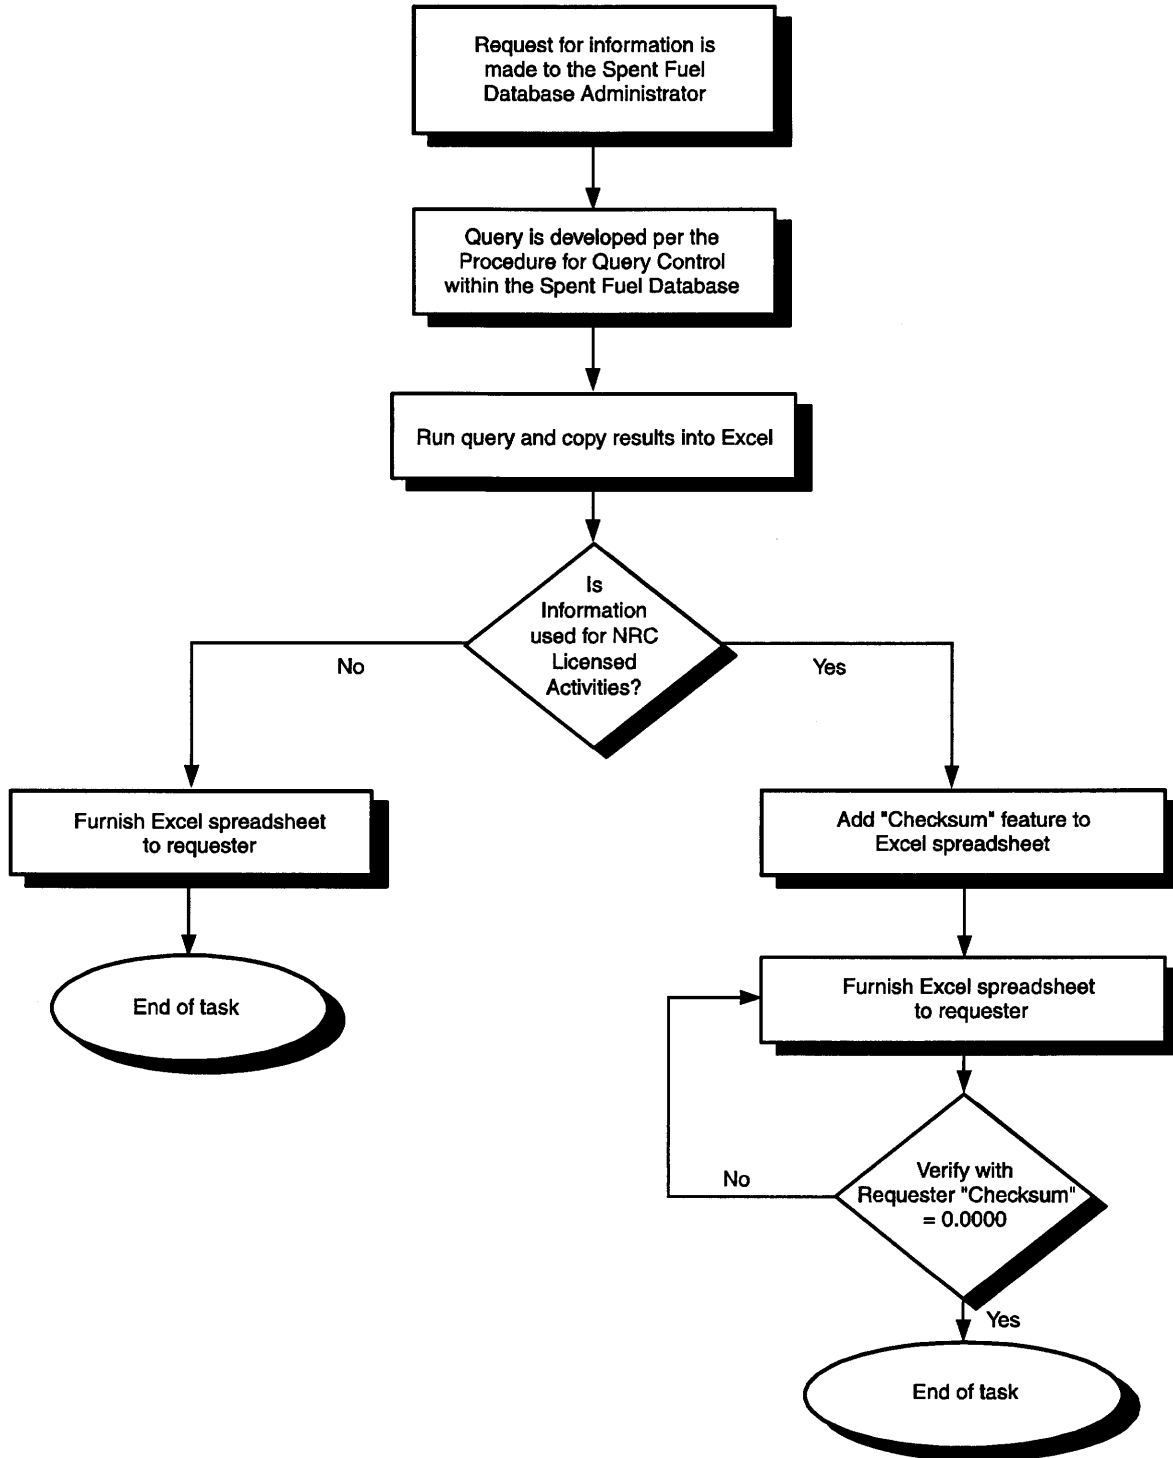 Request for information is
made to the Spent Fuel
Database Administrator
Query is developed per the
Procedure for Query Control
within the Spent Fuel Database
Run query and copy results into Excel
Is
Information
used for NRC
Licensed
Activities?
No
Yes
Furnish Excel spreadsheet
to requester
End of task
Add "Checksum" feature to
Excel spreadsheet
Furnish Excel spreadsheet
to requester
Verify with
Requester "Checksum"
= 0.0000
No
Yes
End of task